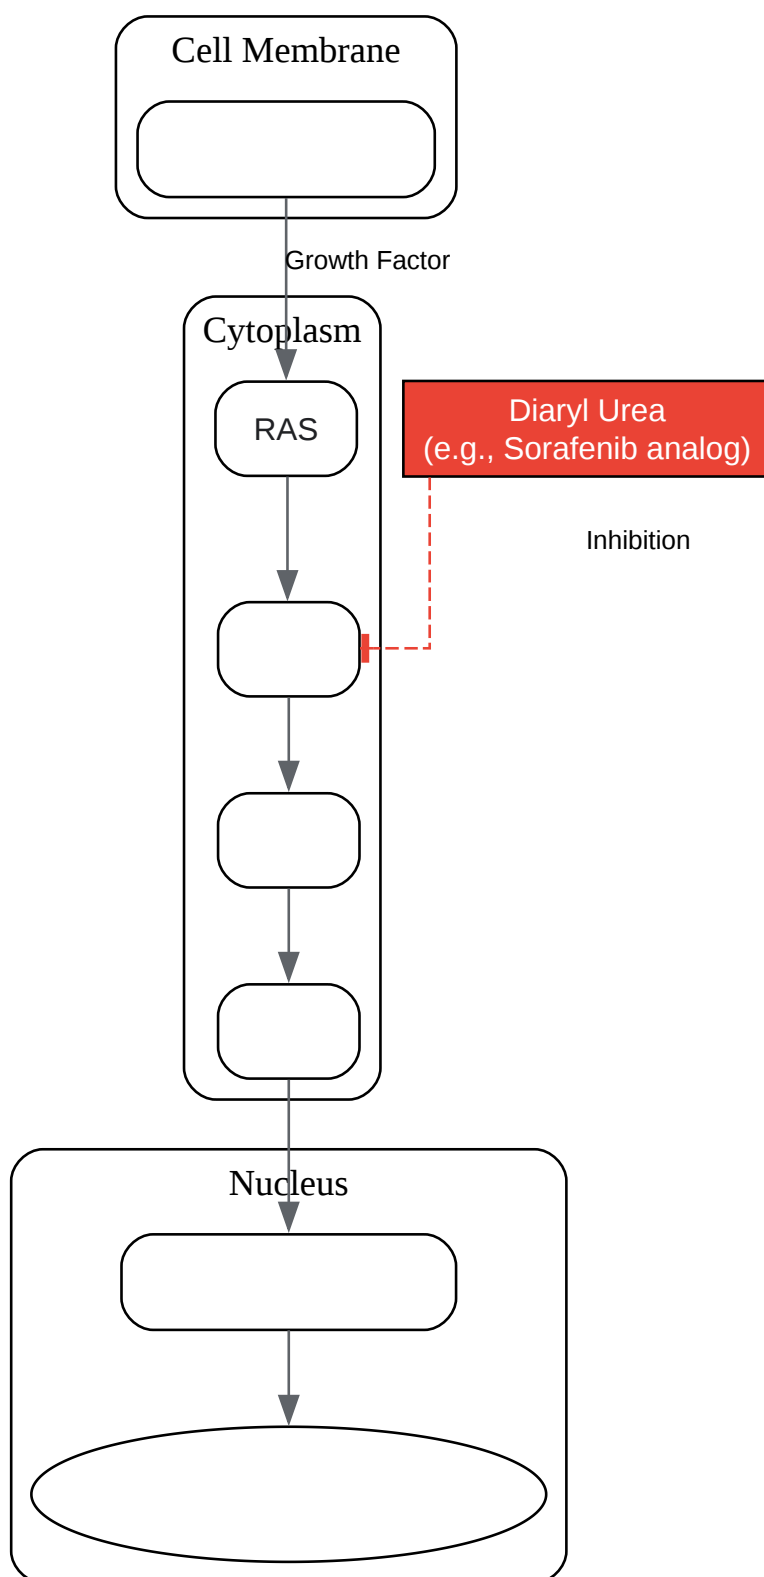 Cell Membrane
Growth Factor
Cytoplasm
RAS
Diaryl Urea
(e.g., Sorafenib analog)
Inhibition
Nucleus